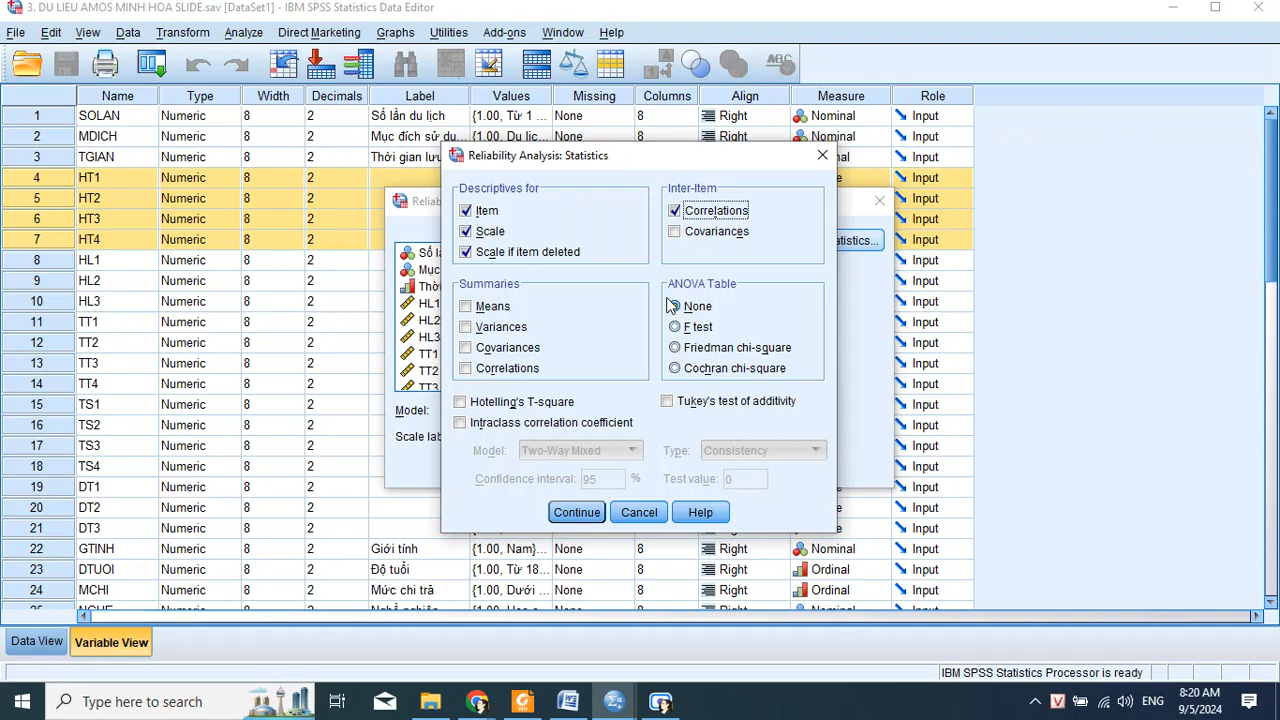 3. DU LIEU AMOS MINH HOA SLIDE.sav [DataSet1] - IBM SPSS Statistics Data Editor
File Edit View Data Transform Analyze Direct Marketing Graphs Utilities Add-ons Window Help
Name Type Width Decimals Label Values Missing Columns Align Measure Role
1 SOLAN Numeric 8 2 Số lần du lịch {1.00, Từ 1 ... None 8 Right Nominal Input
2 MDICH Numeric 8 2 Mục đích sử du... {1.00, Du lịc... None 8 Right Nominal Input
3 TGIAN Numeric 8 2 Thời gian lưu Input
4 HT1 Numeric 8 2 Input
5 HT2 Numeric 8 2 Input
6 HT3 Numeric 8 2 Input
7 HT4 Numeric 8 2 Input
8 HL1 Numeric 8 2 Input
9 HL2 Numeric 8 2 Input
10 HL3 Numeric 8 2 Input
11 TT1 Numeric 8 2 Input
12 TT2 Numeric 8 2 Input
13 TT3 Numeric 8 2 Input
14 TT4 Numeric 8 2 Input
15 TS1 Numeric 8 2 Input
16 TS2 Numeric 8 2 Input
17 TS3 Numeric 8 2 Input
18 TS4 Numeric 8 2 Input
19 DT1 Numeric 8 2 Input
20 DT2 Numeric 8 2 Input
21 DT3 Numeric 8 2 Input
22 GTINH Numeric 8 2 Giới tính {1.00, Nam}... None 8 Right Nominal Input
23 DTUOI Numeric 8 2 Độ tuổi {1.00, Từ 18... None 8 Right Ordinal Input
24 MCHI Numeric 8 2 Mức chi trả {1.00, Dưới ... None 8 Right Ordinal Input
HL1
HL2
HL3
TT1
TT2
TT3
Model:
Scale lab
atistics...
Reliability Analysis: Statistics
Descriptives for
Item
Scale
Scale if item deleted
Inter-Item
Correlations
Covariances
Summaries
Means
Variances
Covariances
Correlations
ANOVA Table
None
F test
Friedman chi-square
Cochran chi-square
Hotelling's T-square
Tukey's test of additivity
Intraclass correlation coefficient
Model: Two-Way Mixed Type: Consistency
Confidence interval: 95 % Test value: 0
Continue Cancel Help
Data View Variable View
IBM SPSS Statistics Processor is ready
Type here to search
ENG
8:20 AM
9/5/2024